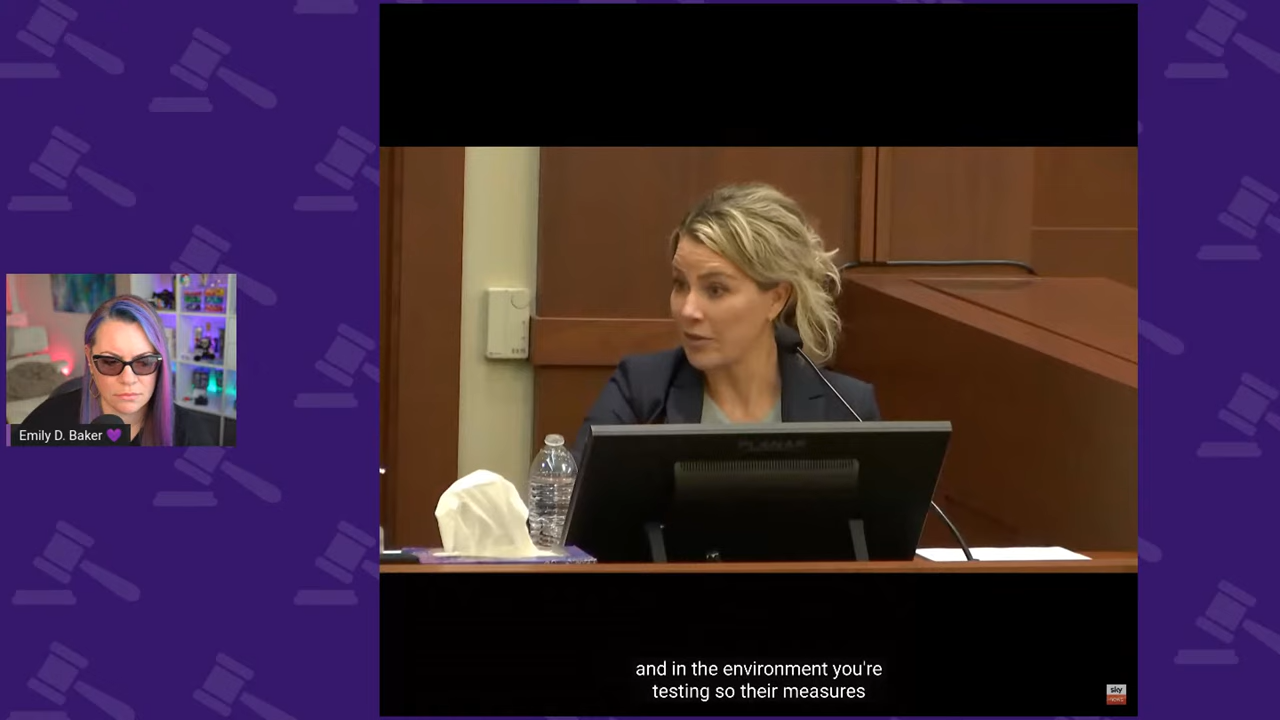 PLANAR
Emily D. Baker 💜
and in the environment you're
testing so their measures
sky
news